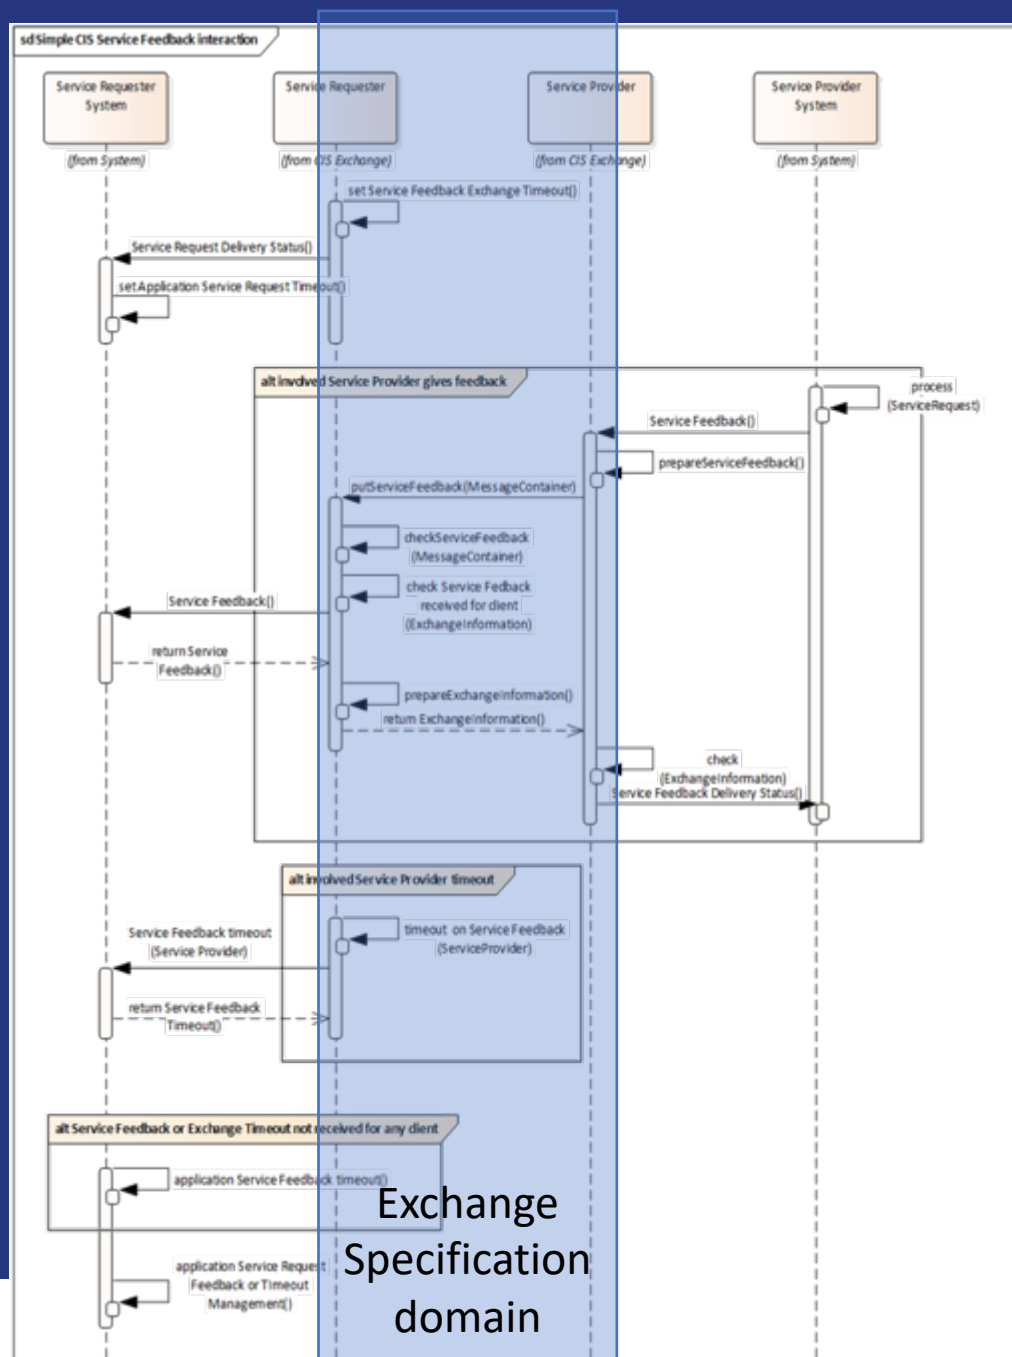 sd Simple CIS Service Feedback interaction
Service Requester
System
Service Requester
Service Provider
Service Provider
System
(from System)
(from CIS Exchange)
(from CIS Exchange)
(from System)
set Service Feedback Exchange Timeout()
Service Request Delivery Status()
setApplication Service Request Timeout()
alt involved Service Provider gives feedback
process
(ServiceRequest)
Service Feedback()
prepareServiceFeedback()
putServiceFeedback(MessageContainer)
checkServiceFeedback
(MessageContainer)
check Service Fedback
received for client
(ExchangeInformation)
Service Feedback()
return Service
Feedback()
prepareExchangeInformation()
return ExchangeInformation()
check
(ExchangeInformation)
Service Feedback Delivery Status()
alt involved Service Provider timeout
timeout on Service Feedback
(ServiceProvider)
Service Feedback timeout
(Service Provider)
return Service Feedback
Timeout()
alt Service Feedback or Exchange Timeout not received for any client
application Service Feedback timeout()
application Service Request
Feedback or Timeout
Management()
Exchange
Specification
domain